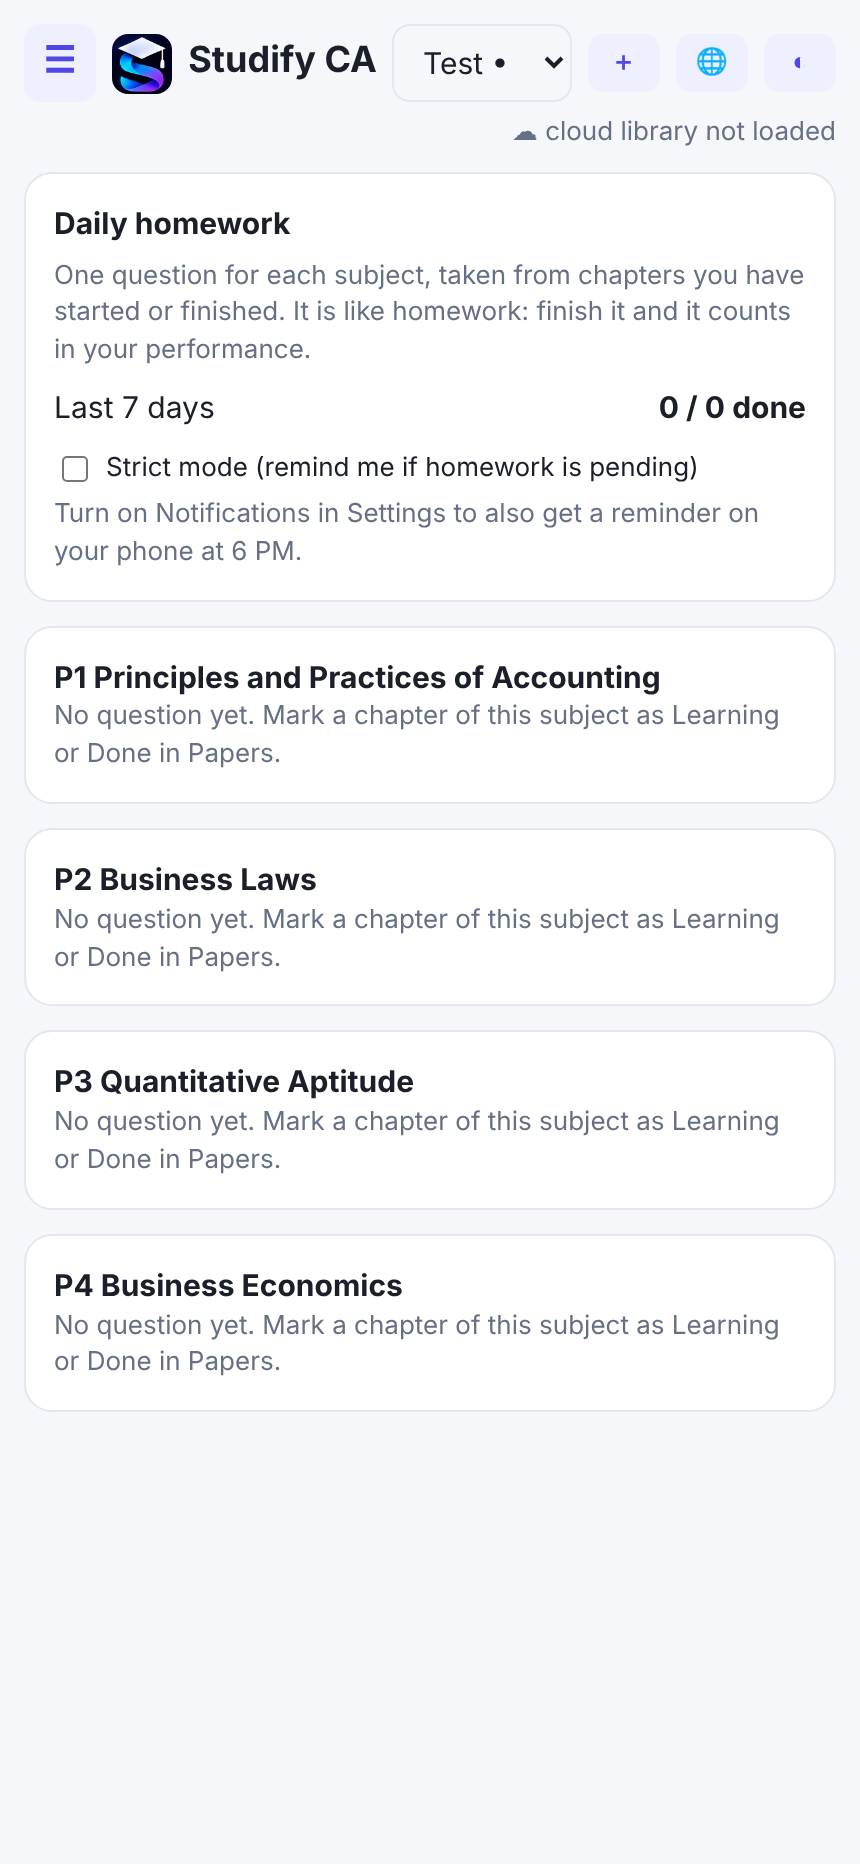 ☰ Studify CA Test • + 🌐
☁ cloud library not loaded
Daily homework
One question for each subject, taken from chapters you have
started or finished. It is like homework: finish it and it counts
in your performance.
Last 7 days 0 / 0 done
Strict mode (remind me if homework is pending)
Turn on Notifications in Settings to also get a reminder on
your phone at 6 PM.
P1 Principles and Practices of Accounting
No question yet. Mark a chapter of this subject as Learning
or Done in Papers.
P2 Business Laws
No question yet. Mark a chapter of this subject as Learning
or Done in Papers.
P3 Quantitative Aptitude
No question yet. Mark a chapter of this subject as Learning
or Done in Papers.
P4 Business Economics
No question yet. Mark a chapter of this subject as Learning
or Done in Papers.